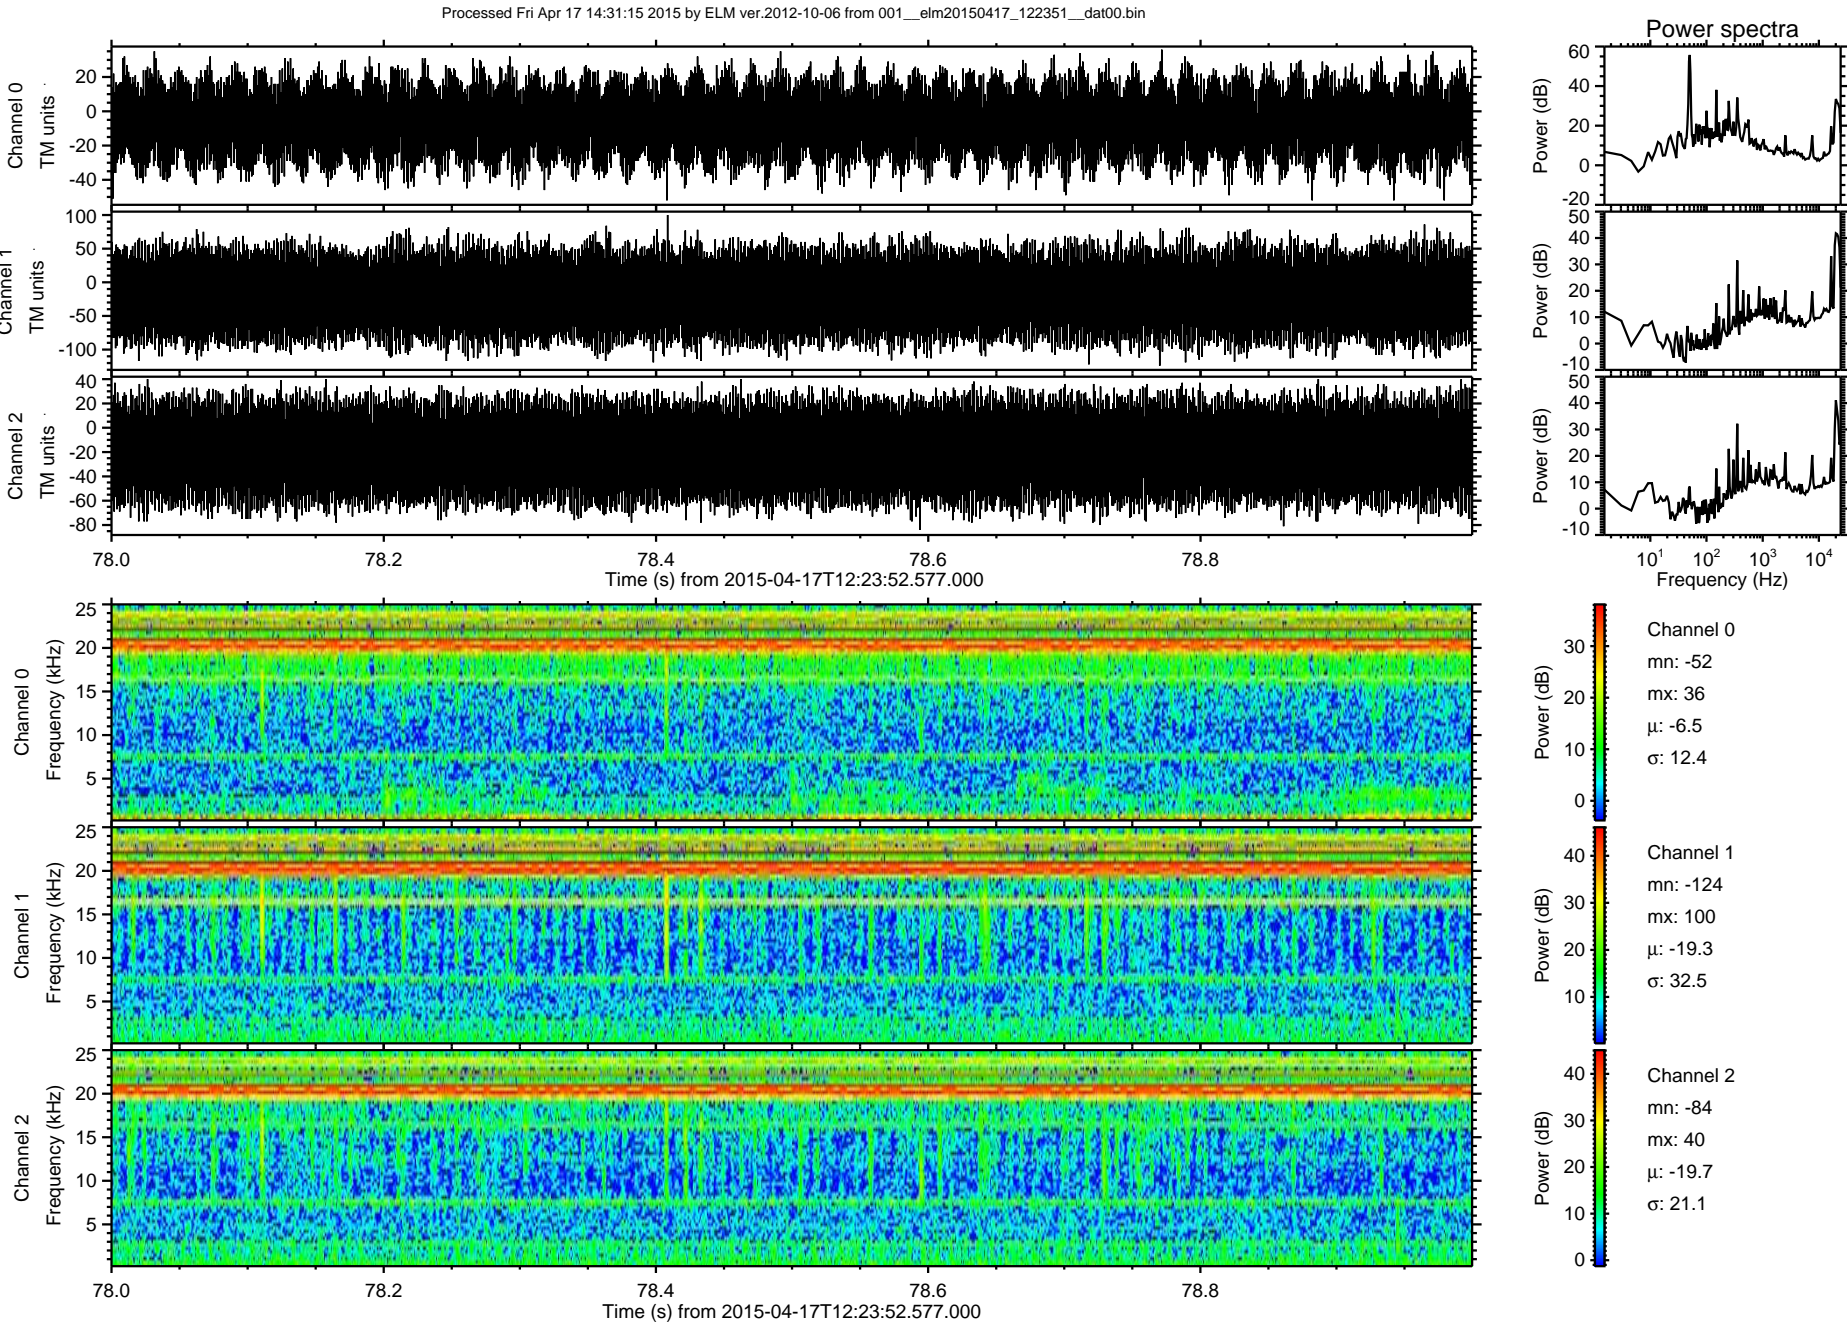 Processed Fri Apr 17 14:31:15 2015 by ELM ver.2012-10-06 from 001__elm20150417_122351__dat00.bin
Power spectra
Channel 0
TM units
20
0
-20
-40
Power (dB)
60
40
20
0
-20
Channel 1
TM units
100
50
0
-50
-100
Power (dB)
50
40
30
20
10
0
-10
Channel 2
TM units
40
20
0
-20
-40
-60
-80
Power (dB)
50
40
30
20
10
0
-10
78.0 78.2 78.4 78.6 78.8
Time (s) from 2015-04-17T12:23:52.577.000
10^1 10^2 10^3 10^4
Frequency (Hz)
Channel 0
Frequency (kHz)
25
20
15
10
5
Power (dB)
30
20
10
0
Channel 0
mn: -52
mx: 36
μ: -6.5
σ: 12.4
Channel 1
Frequency (kHz)
25
20
15
10
5
Power (dB)
40
30
20
10
Channel 1
mn: -124
mx: 100
μ: -19.3
σ: 32.5
Channel 2
Frequency (kHz)
25
20
15
10
5
Power (dB)
40
30
20
10
0
Channel 2
mn: -84
mx: 40
μ: -19.7
σ: 21.1
78.0 78.2 78.4 78.6 78.8
Time (s) from 2015-04-17T12:23:52.577.000